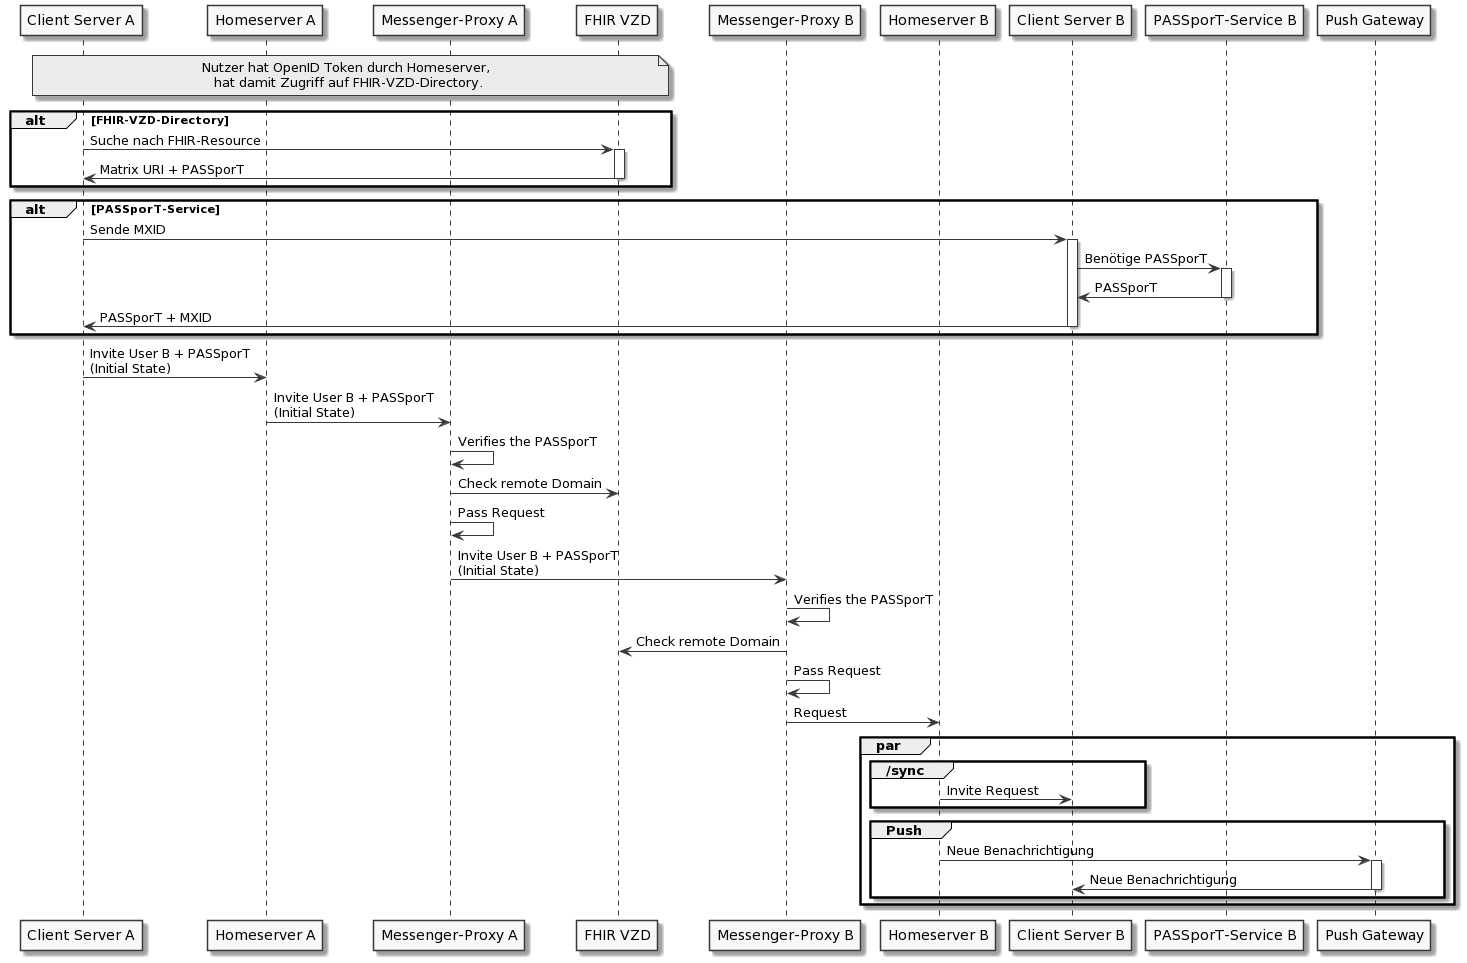 Client Server A
Homeserver A
Messenger-Proxy A
FHIR VZD
Messenger-Proxy B
Homeserver B
Client Server B
PASSporT-Service B
Push Gateway
Nutzer hat OpenID Token durch Homeserver,
hat damit Zugriff auf FHIR-VZD-Directory.
alt [FHIR-VZD-Directory]
Suche nach FHIR-Resource
Matrix URI + PASSporT
alt [PASSporT-Service]
Sende MXID
Benötige PASSporT
PASSporT
PASSporT + MXID
Invite User B + PASSporT
(Initial State)
Invite User B + PASSporT
(Initial State)
Verifies the PASSporT
Check remote Domain
Pass Request
Invite User B + PASSporT
(Initial State)
Verifies the PASSporT
Check remote Domain
Pass Request
Request
par
/sync
Invite Request
Push
Neue Benachrichtigung
Neue Benachrichtigung
Client Server A
Homeserver A
Messenger-Proxy A
FHIR VZD
Messenger-Proxy B
Homeserver B
Client Server B
PASSporT-Service B
Push Gateway